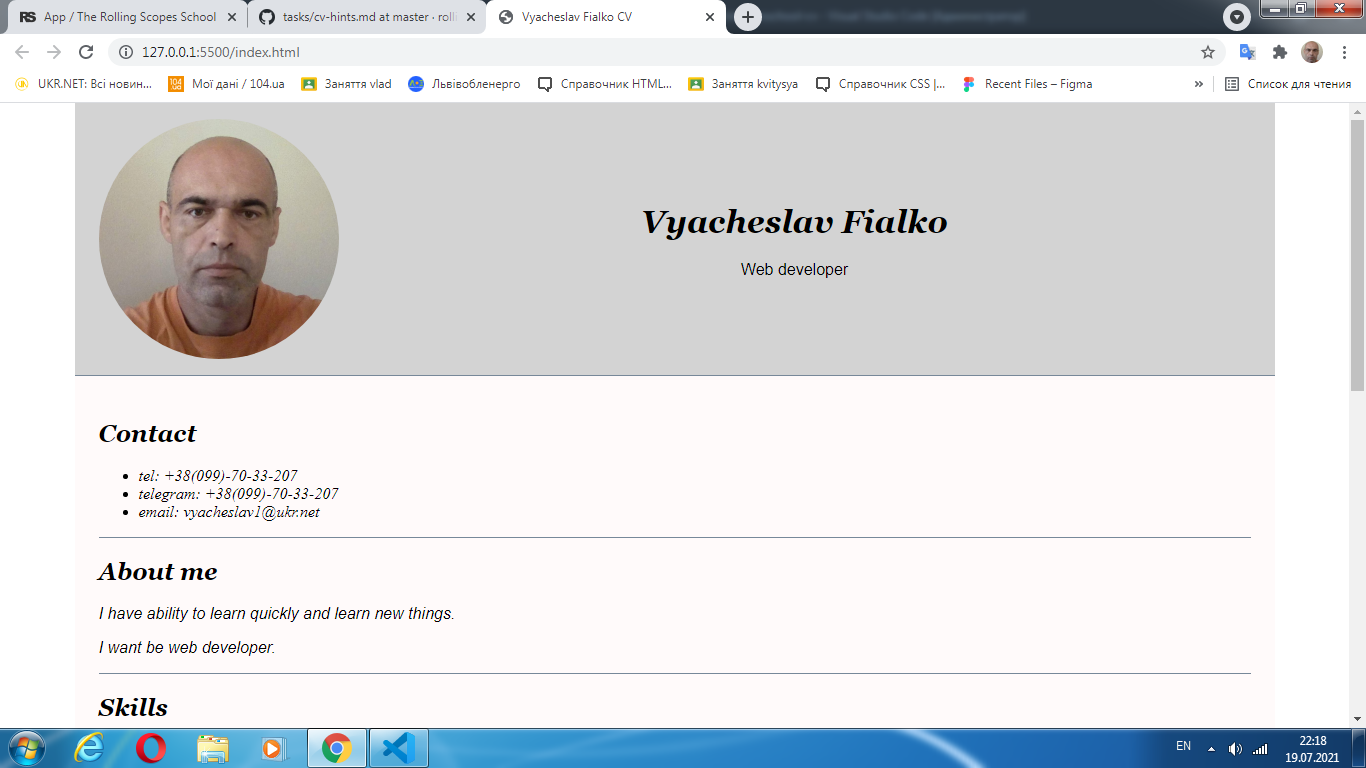 RS App / The Rolling Scopes School
tasks/cv-hints.md at master · roll
Vyacheslav Fialko CV
127.0.0.1:5500/index.html
UKR.NET: Всі новин...
104.ua Мої дані / 104.ua
Заняття vlad
Львівобленерго
Справочник HTML...
Заняття kvitysya
Справочник CSS |...
Recent Files – Figma
»
Список для чтения
Vyacheslav Fialko
Web developer
Contact
• tel: +38(099)-70-33-207
• telegram: +38(099)-70-33-207
• email: vyacheslav1@ukr.net
About me
I have ability to learn quickly and learn new things.
I want be web developer.
Skills
EN
22:18
19.07.2021